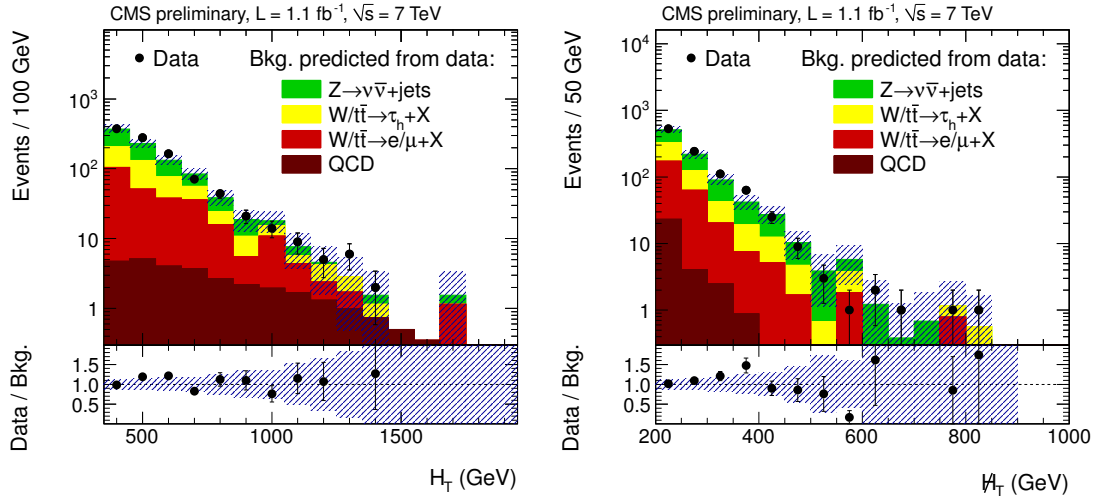 CMS preliminary, L = 1.1 fb⁻¹, √s = 7 TeV
Events / 100 GeV
Data
Bkg. predicted from data:
Z→νν̄+jets
W/tt̄→τ_h+X
W/tt̄→e/μ+X
QCD
10³
10²
10
1
Data / Bkg.
1.5
1.0
0.5
500 1000 1500
H_T (GeV)
CMS preliminary, L = 1.1 fb⁻¹, √s = 7 TeV
Events / 50 GeV
Data
Bkg. predicted from data:
Z→νν̄+jets
W/tt̄→τ_h+X
W/tt̄→e/μ+X
QCD
10⁴
10³
10²
10
1
Data / Bkg.
1.5
1.0
0.5
200 400 600 800 1000
H̸_T (GeV)